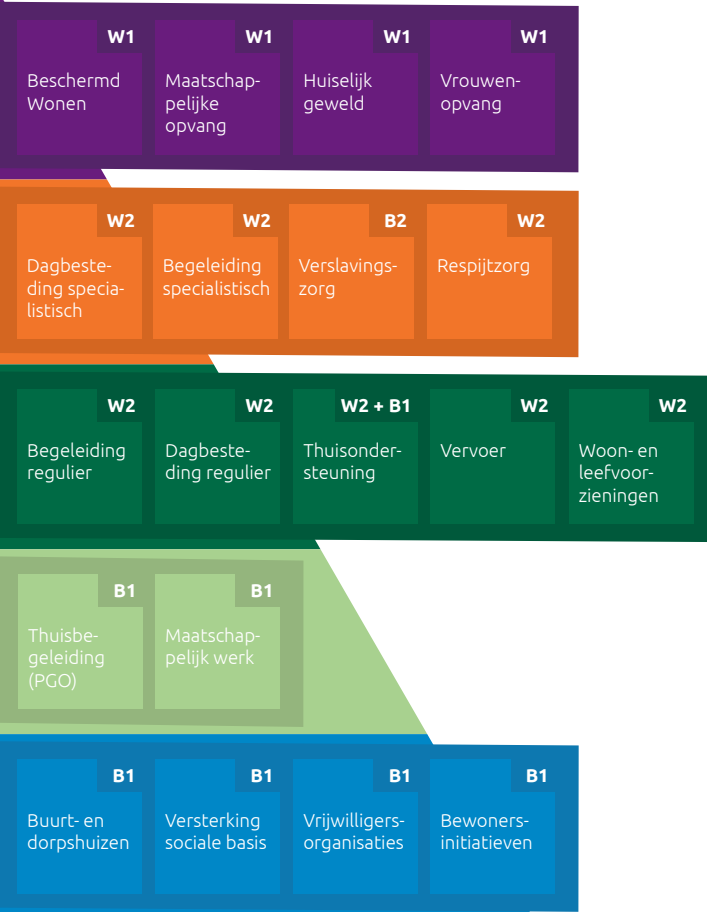 W1
Beschermd
Wonen
W1
Maatschap-
pelijke
opvang
W1
Huiselijk
geweld
W1
Vrouwen-
opvang
W2
Dagbeste-
ding specia-
listisch
W2
Begeleiding
specialistisch
B2
Verslavings-
zorg
W2
Respijtzorg
W2
Begeleiding
regulier
W2
Dagbeste-
ding regulier
W2 + B1
Thuisonder-
steuning
W2
Vervoer
W2
Woon- en
leefvoor-
zieningen
B1
Thuisbe-
geleiding
(PGO)
B1
Maatschap-
pelijk werk
B1
Buurt- en
dorpshuizen
B1
Versterking
sociale basis
B1
Vrijwilligers-
organisaties
B1
Bewoners-
initiatieven